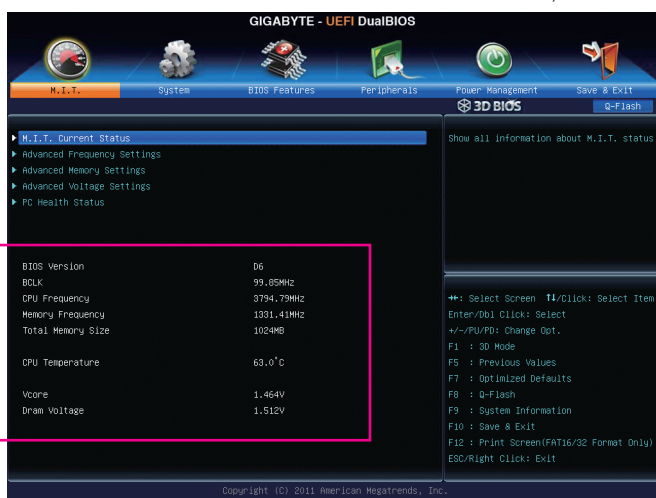 GIGABYTE - UEFI DualBIOS
M.I.T. System BIOS Features Peripherals Power Management Save & Exit
3D BIOS Q-Flash
M.I.T. Current Status
Advanced Frequency Settings
Advanced Memory Settings
Advanced Voltage Settings
PC Health Status
Show all information about M.I.T. status
BIOS Version D6
BCLK 99.85MHz
CPU Frequency 3794.79MHz
Memory Frequency 1331.41MHz
Total Memory Size 1024MB
CPU Temperature 63.0°C
Vcore 1.464V
Dram Voltage 1.512V
→←: Select Screen ↑↓/Click: Select Item
Enter/Dbl Click: Select
+/-/PU/PD: Change Opt.
F1 : 3D Mode
F5 : Previous Values
F7 : Optimized Defaults
F8 : Q-Flash
F9 : System Information
F10 : Save & Exit
F12 : Print Screen(FAT16/32 Format Only)
ESC/Right Click: Exit
Copyright (C) 2011 American Megatrends, Inc.